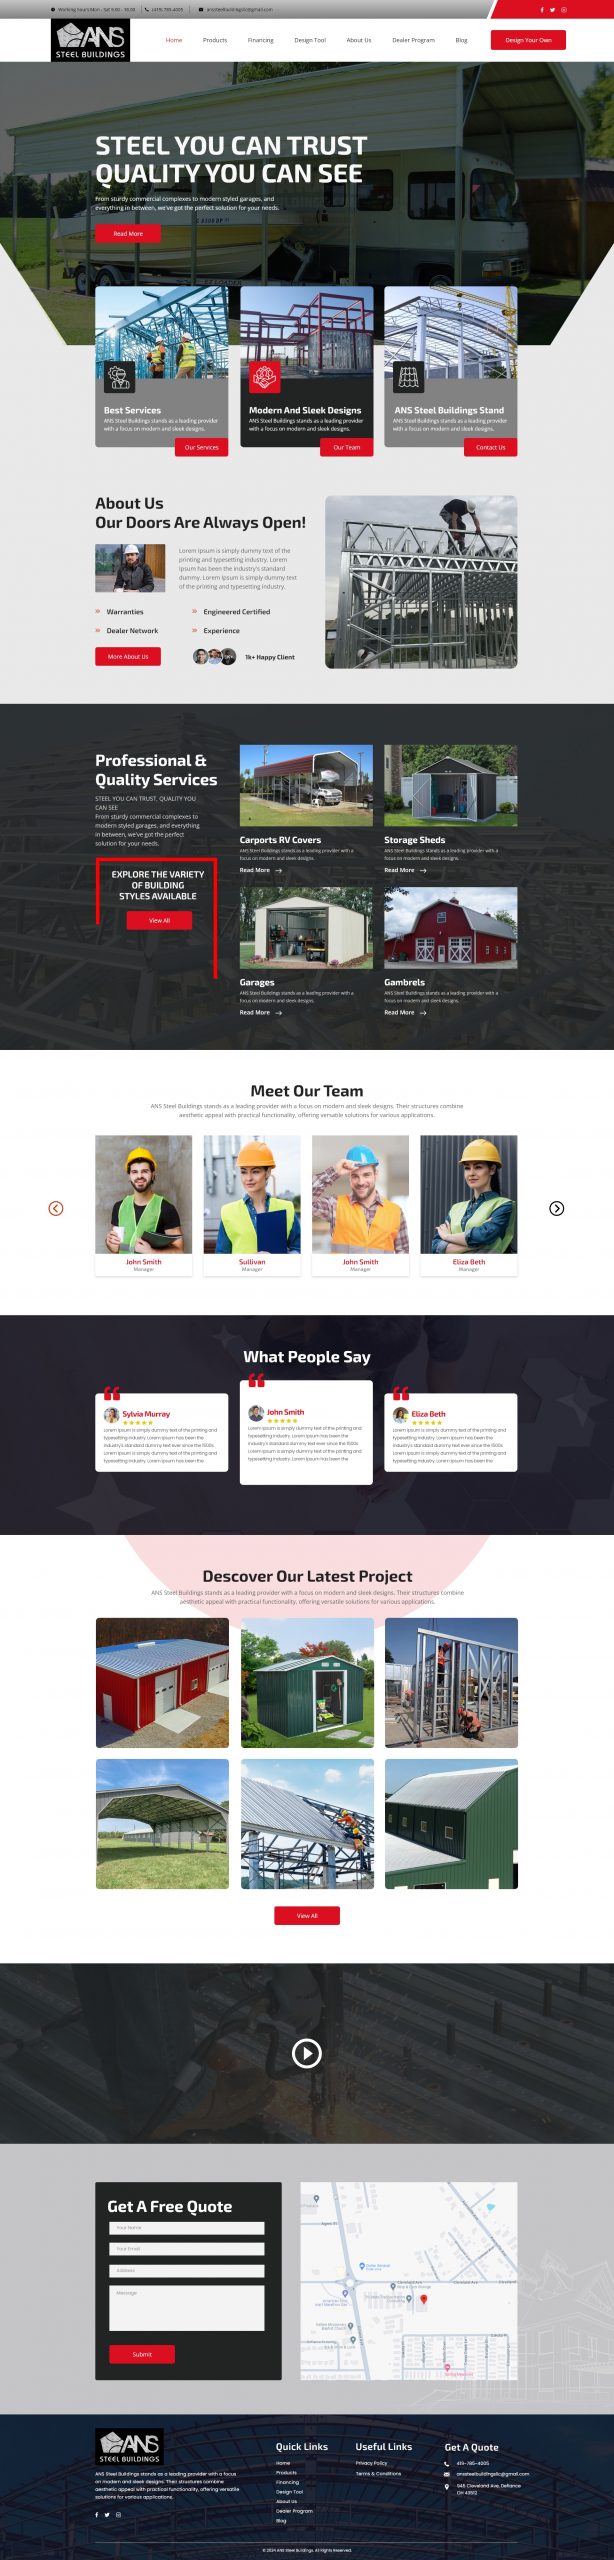 Working hours:Mon - Sat 9.00 - 18.00
(419) 785-4005
anssteelbuildingsllc@gmail.com
ANS
STEEL BUILDINGS
Home
Products
Financing
Design Tool
About Us
Dealer Program
Blog
Design Your Own
STEEL YOU CAN TRUST
QUALITY YOU CAN SEE
From sturdy commercial complexes to modern styled garages, and
everything in between, we've got the perfect solution for your needs.
Read More
Best Services
ANS Steel Buildings stands as a leading provider
with a focus on modern and sleek designs.
Our Services
Modern And Sleek Designs
ANS Steel Buildings stands as a leading provider
with a focus on modern and sleek designs.
Our Team
ANS Steel Buildings Stand
ANS Steel Buildings stands as a leading provider
with a focus on modern and sleek designs.
Contact Us
About Us
Our Doors Are Always Open!
Lorem Ipsum is simply dummy text of the
printing and typesetting industry. Lorem
Ipsum has been the industry's standard
dummy. Lorem Ipsum is simply dummy text
of the printing and typesetting industry.
Warranties
Engineered Certified
Dealer Network
Experience
More About Us
1k+ Happy Client
Professional &
Quality Services
STEEL YOU CAN TRUST, QUALITY YOU
CAN SEE
From sturdy commercial complexes to
modern styled garages, and everything
in between, we've got the perfect
solution for your needs.
EXPLORE THE VARIETY
OF BUILDING
STYLES AVAILABLE
View All
Carports RV Covers
ANS Steel Buildings stands as a leading provider with a
focus on modern and sleek designs.
Read More
Storage Sheds
ANS Steel Buildings stands as a leading provider with a
focus on modern and sleek designs.
Read More
Garages
ANS Steel Buildings stands as a leading provider with a
focus on modern and sleek designs.
Read More
Gambrels
ANS Steel Buildings stands as a leading provider with a
focus on modern and sleek designs.
Read More
Meet Our Team
ANS Steel Buildings stands as a leading provider with a focus on modern and sleek designs. Their structures combine
aesthetic appeal with practical functionality, offering versatile solutions for various applications.
John Smith
Manager
Sullivan
Manager
John Smith
Manager
Eliza Beth
Manager
What People Say
Sylvia Murray
Lorem Ipsum is simply dummy text of the printing and
typesetting industry. Lorem Ipsum has been the
industry's standard dummy text ever since the 1500s
Lorem Ipsum is simply dummy text of the printing and
typesetting industry. Lorem Ipsum has been the
John Smith
Lorem Ipsum is simply dummy text of the printing and
typesetting industry. Lorem Ipsum has been the
industry's standard dummy text ever since the 1500s
Lorem Ipsum is simply dummy text of the printing and
typesetting industry. Lorem Ipsum has been the
Eliza Beth
Lorem Ipsum is simply dummy text of the printing and
typesetting industry. Lorem Ipsum has been the
industry's standard dummy text ever since the 1500s
Lorem Ipsum is simply dummy text of the printing and
typesetting industry. Lorem Ipsum has been the
Descover Our Latest Project
ANS Steel Buildings stands as a leading provider with a focus on modern and sleek designs. Their structures combine
aesthetic appeal with practical functionality, offering versatile solutions for various applications.
View All
Get A Free Quote
Your Name
Your Email
Address
Message
Submit
Cleveland Ave
ANS
STEEL BUILDINGS
ANS Steel Buildings stands as a leading provider with a focus
on modern and sleek designs. Their structures combine
aesthetic appeal with practical functionality, offering versatile
solutions for various applications.
Quick Links
Home
Products
Financing
Design Tool
About Us
Dealer Program
Blog
Useful Links
Privacy Policy
Terms & Conditions
Get A Quote
419-785-4005
anssteelbuildingsllc@gmail.com
945 Cleveland Ave, Defiance
OH 43512
© 2024 ANS Steel Buildings. All Rights Reserved.